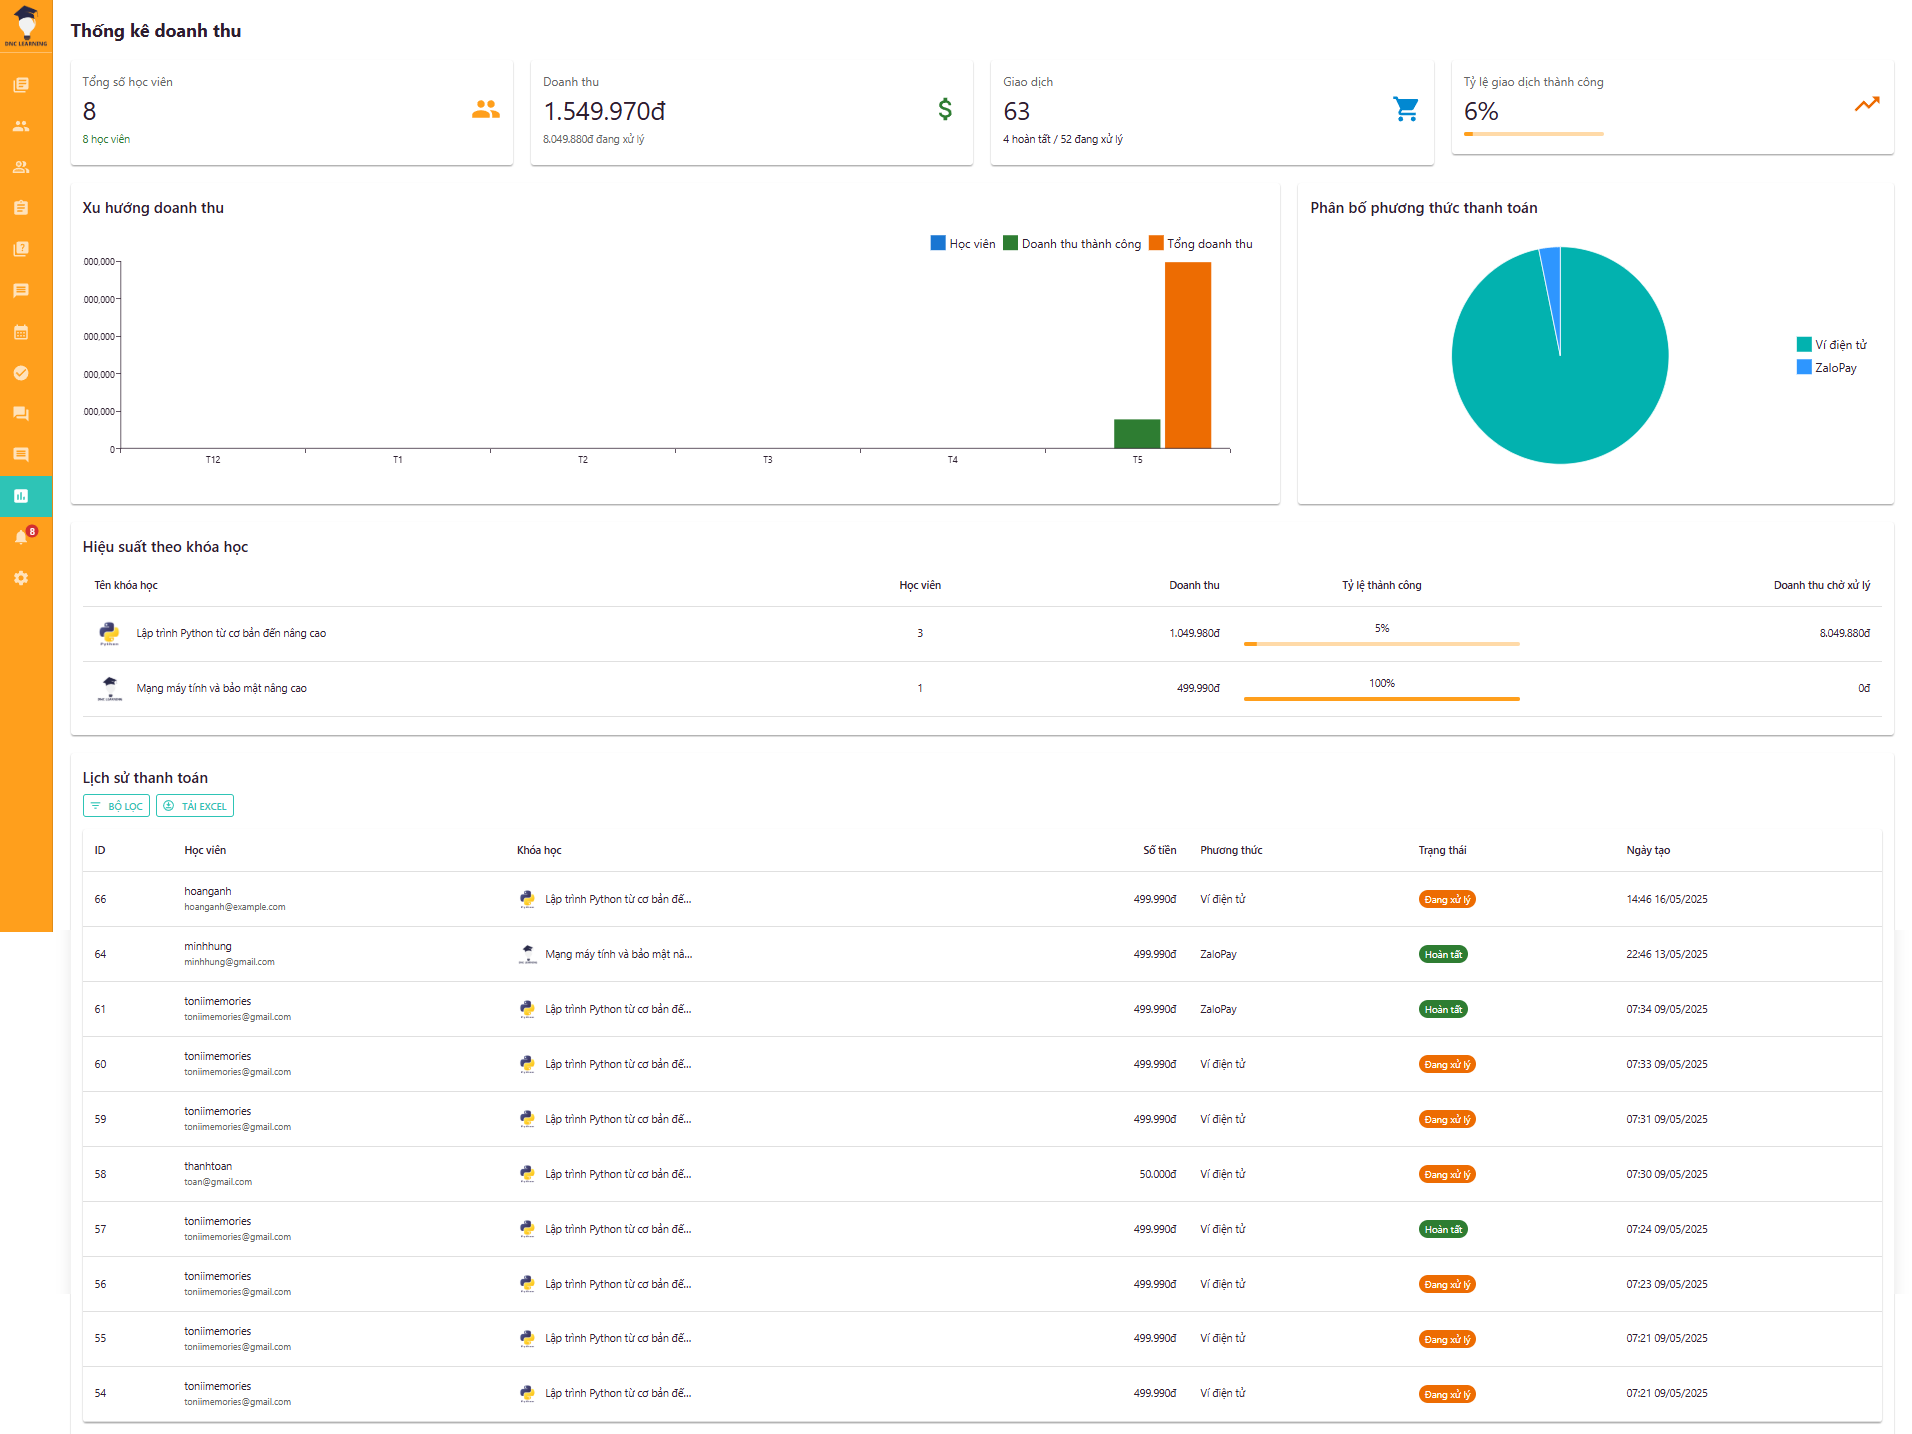 DNC LEARNING
8
Thống kê doanh thu
Tổng số học viên
8
8 học viên
Doanh thu
1.549.970đ
8.049.880đ đang xử lý
Giao dịch
63
4 hoàn tất / 52 đang xử lý
Tỷ lệ giao dịch thành công
6%
Xu hướng doanh thu
Học viên Doanh thu thành công Tổng doanh thu
000,000
000,000
000,000
000,000
000,000
0
T12 T1 T2 T3 T4 T5
Phân bố phương thức thanh toán
Ví điện tử
ZaloPay
Hiệu suất theo khóa học
Tên khóa học Học viên Doanh thu Tỷ lệ thành công Doanh thu chờ xử lý
Python Lập trình Python từ cơ bản đến nâng cao 3 1.049.980đ 5% 8.049.880đ
DNC LEARNING Mạng máy tính và bảo mật nâng cao 1 499.990đ 100% 0đ
Lịch sử thanh toán
BỘ LỌC TẢI EXCEL
ID Học viên Khóa học Số tiền Phương thức Trạng thái Ngày tạo
66 hoanganh Lập trình Python từ cơ bản đế... 499.990đ Ví điện tử Đang xử lý 14:46 16/05/2025
hoanganh@example.com
64 minhhung Mạng máy tính và bảo mật nâ... 499.990đ ZaloPay Hoàn tất 22:46 13/05/2025
minhhung@gmail.com
61 toniimemories Lập trình Python từ cơ bản đế... 499.990đ ZaloPay Hoàn tất 07:34 09/05/2025
toniimemories@gmail.com
60 toniimemories Lập trình Python từ cơ bản đế... 499.990đ Ví điện tử Đang xử lý 07:33 09/05/2025
toniimemories@gmail.com
59 toniimemories Lập trình Python từ cơ bản đế... 499.990đ Ví điện tử Đang xử lý 07:31 09/05/2025
toniimemories@gmail.com
58 thanhtoan Lập trình Python từ cơ bản đế... 50.000đ Ví điện tử Đang xử lý 07:30 09/05/2025
toan@gmail.com
57 toniimemories Lập trình Python từ cơ bản đế... 499.990đ Ví điện tử Hoàn tất 07:24 09/05/2025
toniimemories@gmail.com
56 toniimemories Lập trình Python từ cơ bản đế... 499.990đ Ví điện tử Đang xử lý 07:23 09/05/2025
toniimemories@gmail.com
55 toniimemories Lập trình Python từ cơ bản đế... 499.990đ Ví điện tử Đang xử lý 07:21 09/05/2025
toniimemories@gmail.com
54 toniimemories Lập trình Python từ cơ bản đế... 499.990đ Ví điện tử Đang xử lý 07:21 09/05/2025
toniimemories@gmail.com